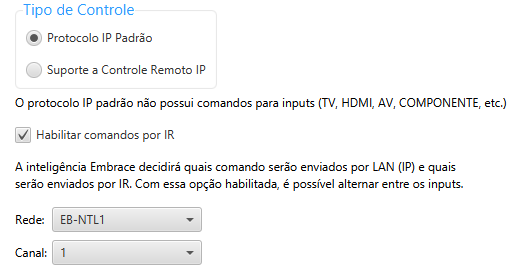 Tipo de Controle
Protocolo IP Padrão
Suporte a Controle Remoto IP
O protocolo IP padrão não possui comandos para inputs (TV, HDMI, AV, COMPONENTE, etc.)
Habilitar comandos por IR
A inteligência Embrace decidirá quais comando serão enviados por LAN (IP) e quais
serão enviados por IR. Com essa opção habilitada, é possível alternar entre os inputs.
Rede: EB-NTL1
Canal: 1